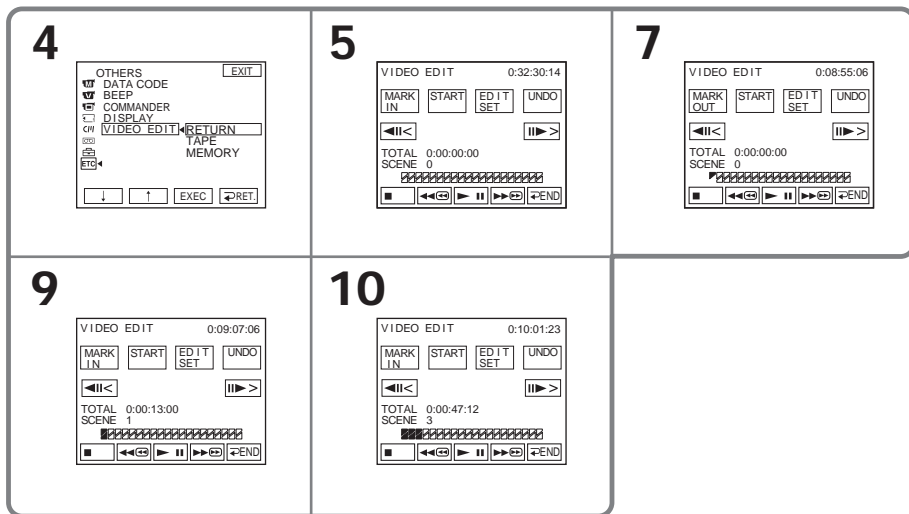 4
OTHERS EXIT
DATA CODE
BEEP
COMMANDER
DISPLAY
VIDEO EDIT RETURN
TAPE
MEMORY
ETC
↓ ↑ EXEC RET.
5
VIDEO EDIT 0:32:30:14
MARK IN START EDIT SET UNDO
TOTAL 0:00:00:00
SCENE 0
END
7
VIDEO EDIT 0:08:55:06
MARK OUT START EDIT SET UNDO
TOTAL 0:00:00:00
SCENE 0
END
9
VIDEO EDIT 0:09:07:06
MARK IN START EDIT SET UNDO
TOTAL 0:00:13:00
SCENE 1
END
10
VIDEO EDIT 0:10:01:23
MARK IN START EDIT SET UNDO
TOTAL 0:00:47:12
SCENE 3
END